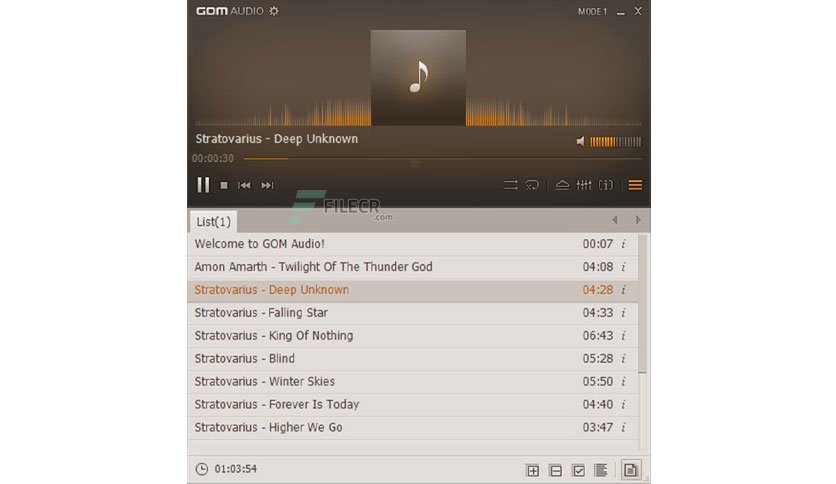 GOM AUDIO MODE 1
Stratovarius - Deep Unknown
00:00:30
FILECR
.com
List(1)
Welcome to GOM Audio! 00:07 i
Amon Amarth - Twilight Of The Thunder God 04:08 i
Stratovarius - Deep Unknown 04:28 i
Stratovarius - Falling Star 04:33 i
Stratovarius - King Of Nothing 06:43 i
Stratovarius - Blind 05:28 i
Stratovarius - Winter Skies 05:50 i
Stratovarius - Forever Is Today 04:40 i
Stratovarius - Higher We Go 03:47 i
01:03:54